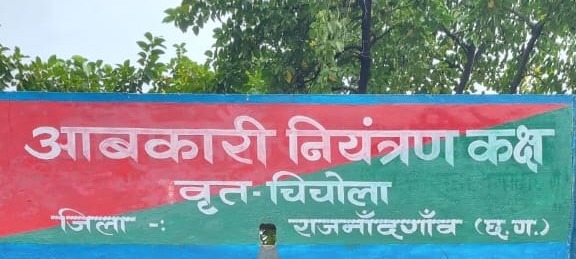 आबकारी नियंत्रण कक्ष
वृत - चिचोला
जिला -: राजनाँदगाँव (छ.ग.)